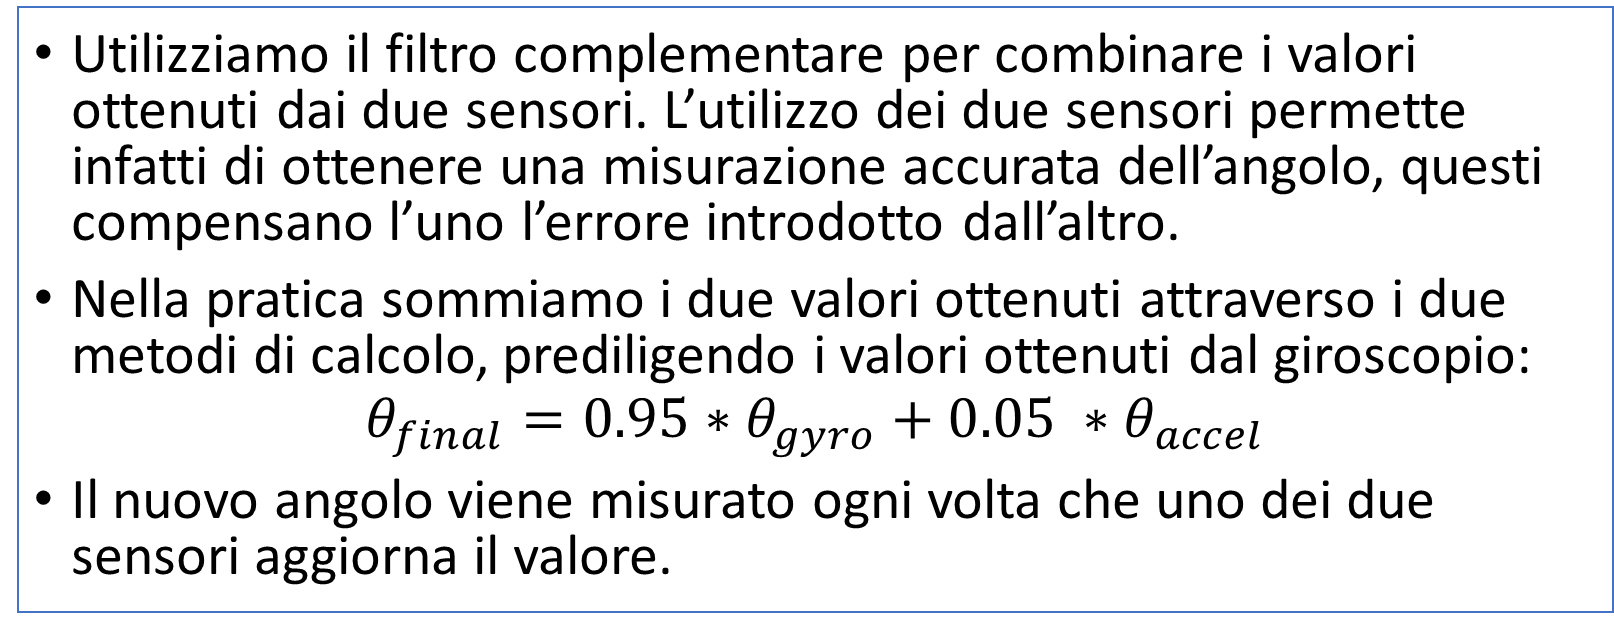 • Utilizziamo il filtro complementare per combinare i valori
ottenuti dai due sensori. L’utilizzo dei due sensori permette
infatti di ottenere una misurazione accurata dell’angolo, questi
compensano l’uno l’errore introdotto dall’altro.
• Nella pratica sommiamo i due valori ottenuti attraverso i due
metodi di calcolo, prediligendo i valori ottenuti dal giroscopio:
θ_final = 0.95 * θ_gyro + 0.05 * θ_accel
• Il nuovo angolo viene misurato ogni volta che uno dei due
sensori aggiorna il valore.